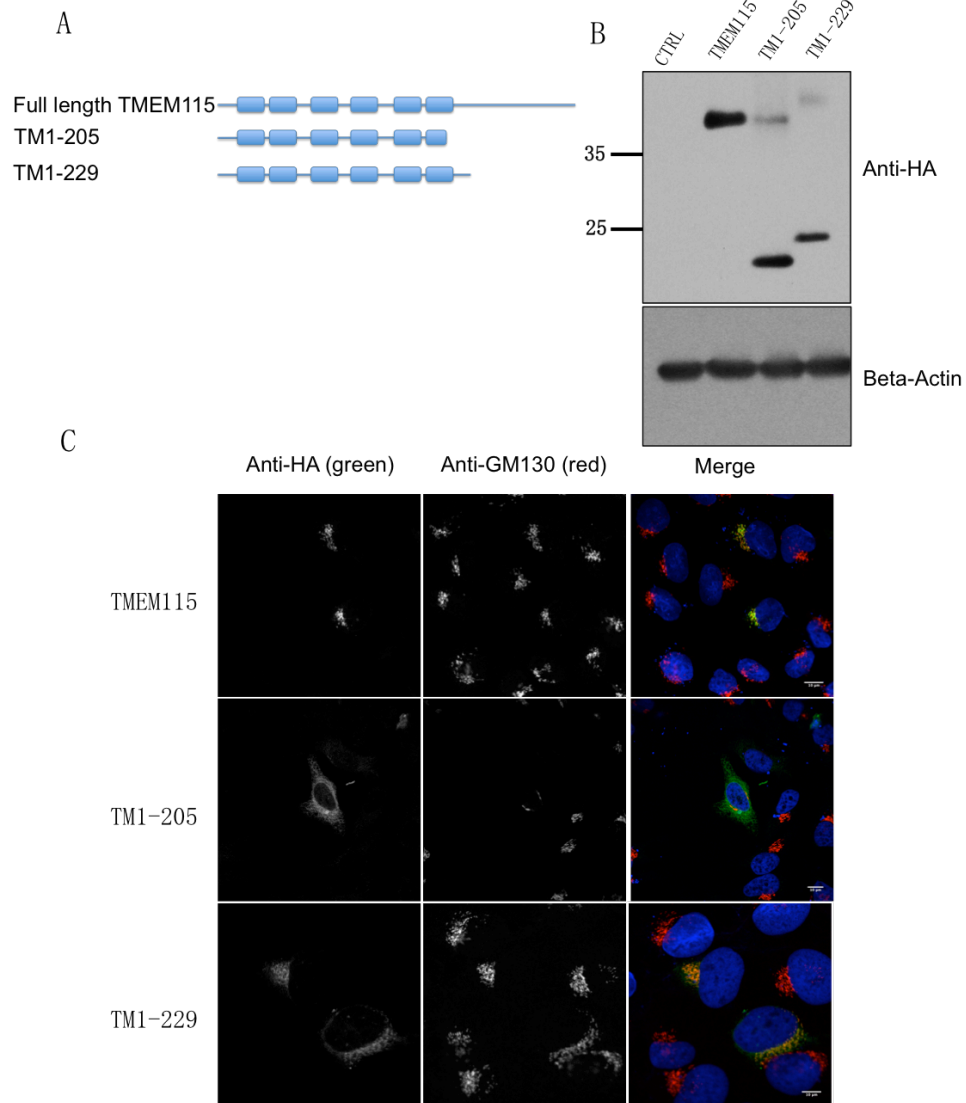 A
Full length TMEM115
TM1-205
TM1-229
B
CTRL
TMEM115
TM1-205
TM1-229
35
25
Anti-HA
Beta-Actin
C
Anti-HA (green)
Anti-GM130 (red)
Merge
TMEM115
TM1-205
TM1-229